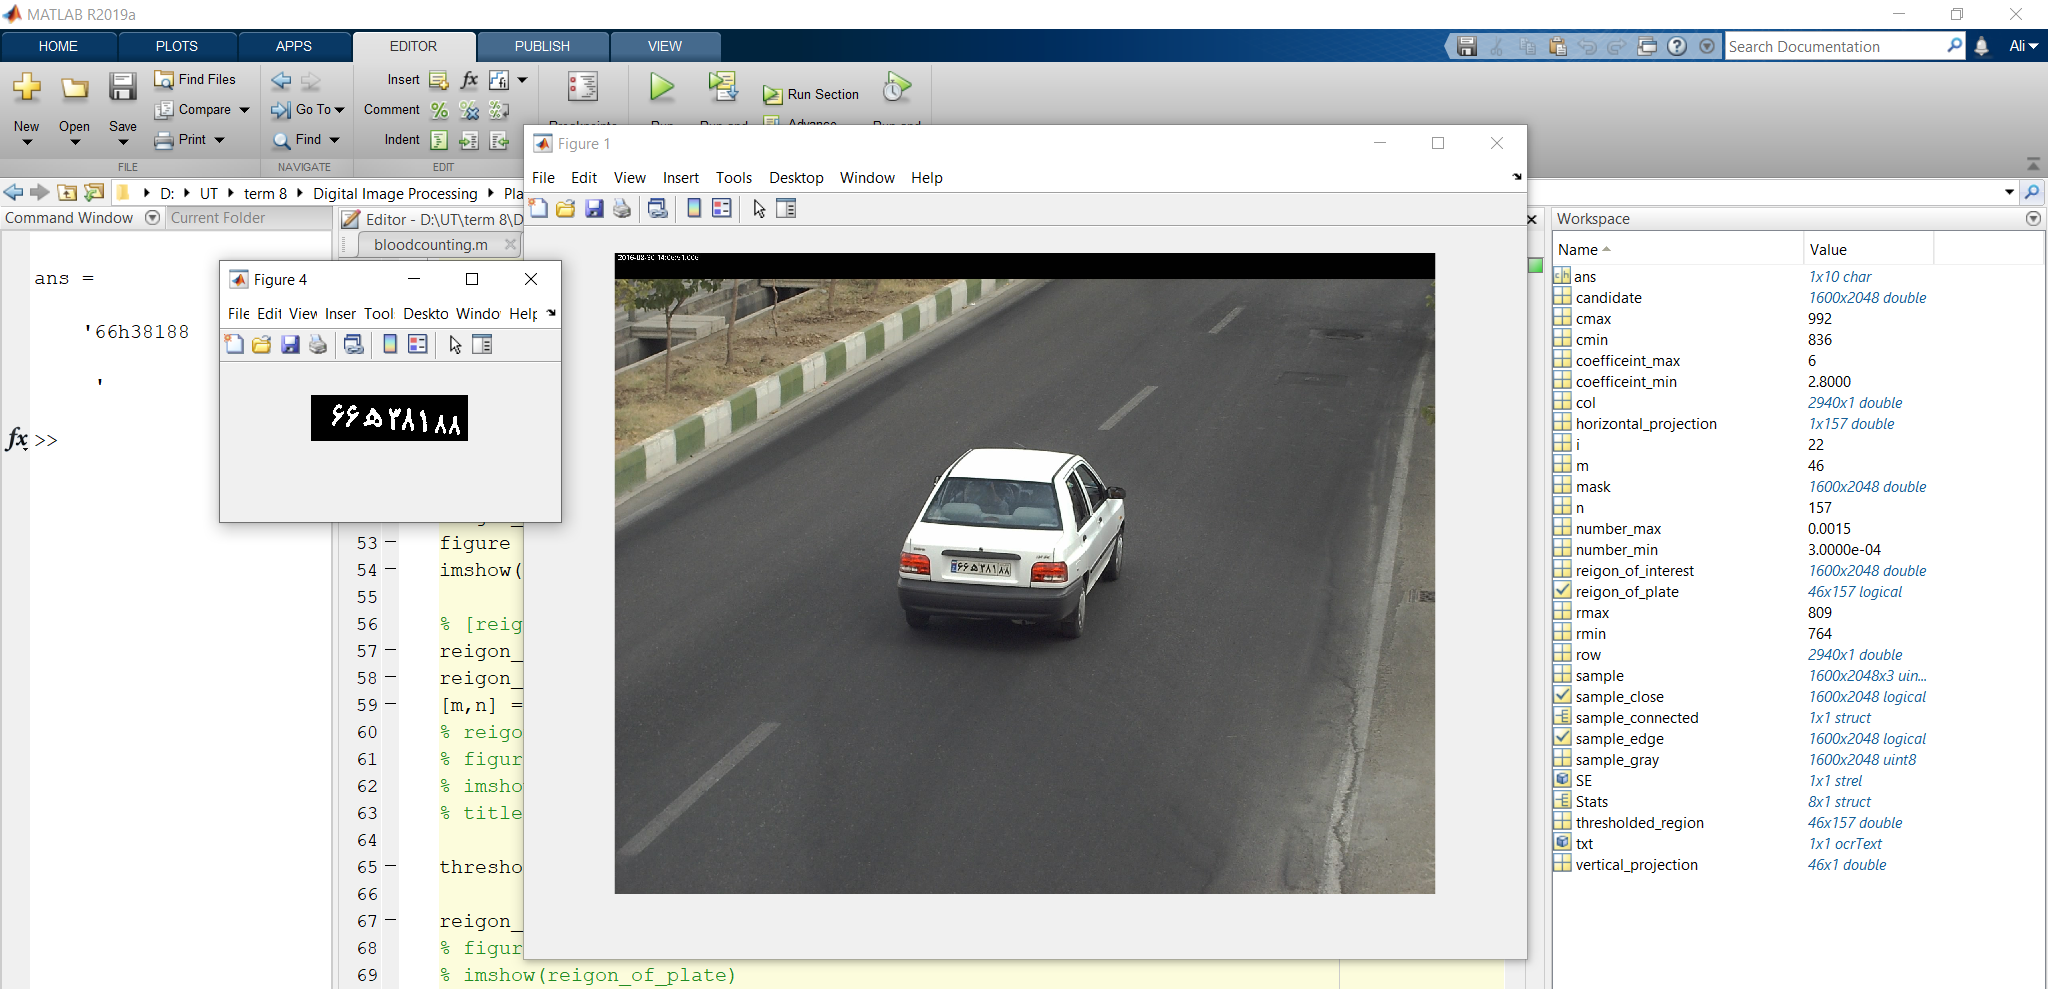 MATLAB R2019a
HOME PLOTS APPS EDITOR PUBLISH VIEW
Search Documentation
Ali
New
Open
Save
Find Files
Compare
Print
FILE
Go To
Find
NAVIGATE
Insert
Comment
Indent
EDIT
fx
Run Section
D: UT term 8 Digital Image Processing Pla
Command Window
Current Folder
Editor - D:\UT\term 8\D
bloodcounting.m
ans =
'66h38188
'
fx >>
Figure 4
File Edit View Inser Tool Deskto Windo Help
۶۶ه۳۸۱۸۸
53
figure
54
imshow(
55
56
% [reig
57
reigon_
58
reigon_
59
[m,n] =
60
% reigo
61
% figur
62
% imsho
63
% title
64
65
thresho
66
67
reigon_
68
% figur
69
% imshow(reigon_of_plate)
Figure 1
File Edit View Insert Tools Desktop Window Help
۶۶ه۳۸۱۸۸
Workspace
Name Value
ans 1x10 char
candidate 1600x2048 double
cmax 992
cmin 836
coefficeint_max 6
coefficeint_min 2.8000
col 2940x1 double
horizontal_projection 1x157 double
i 22
m 46
mask 1600x2048 double
n 157
number_max 0.0015
number_min 3.0000e-04
reigon_of_interest 1600x2048 double
reigon_of_plate 46x157 logical
rmax 809
rmin 764
row 2940x1 double
sample 1600x2048x3 uin...
sample_close 1600x2048 logical
sample_connected 1x1 struct
sample_edge 1600x2048 logical
sample_gray 1600x2048 uint8
SE 1x1 strel
Stats 8x1 struct
thresholded_region 46x157 double
txt 1x1 ocrText
vertical_projection 46x1 double